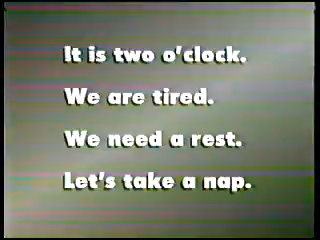 It is two o'clock.
We are tired.
We need a rest.
Let's take a nap.